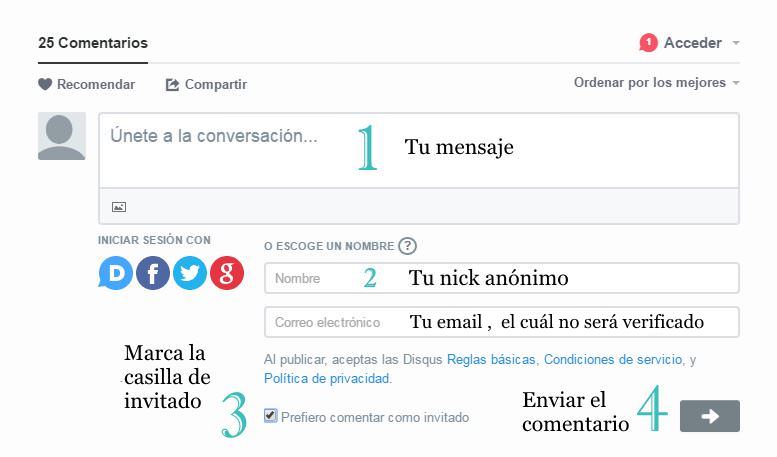 25 Comentarios
1 Acceder
Recomendar Compartir Ordenar por los mejores
Únete a la conversación... 1 Tu mensaje
INICIAR SESIÓN CON
D f g
O ESCOGE UN NOMBRE ?
Nombre 2 Tu nick anónimo
Correo electrónico Tu email , el cuál no será verificado
Al publicar, aceptas las Disqus Reglas básicas, Condiciones de servicio, y
Política de privacidad.
Marca la
casilla de
invitado 3
Prefiero comentar como invitado
Enviar el
comentario 4